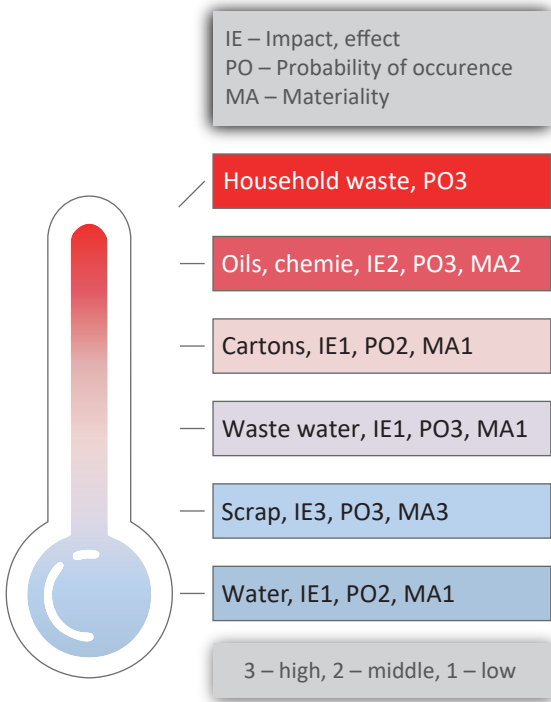 IE – Impact, effect
PO – Probability of occurence
MA – Materiality
Household waste, PO3
Oils, chemie, IE2, PO3, MA2
Cartons, IE1, PO2, MA1
Waste water, IE1, PO3, MA1
Scrap, IE3, PO3, MA3
Water, IE1, PO2, MA1
3 – high, 2 – middle, 1 – low